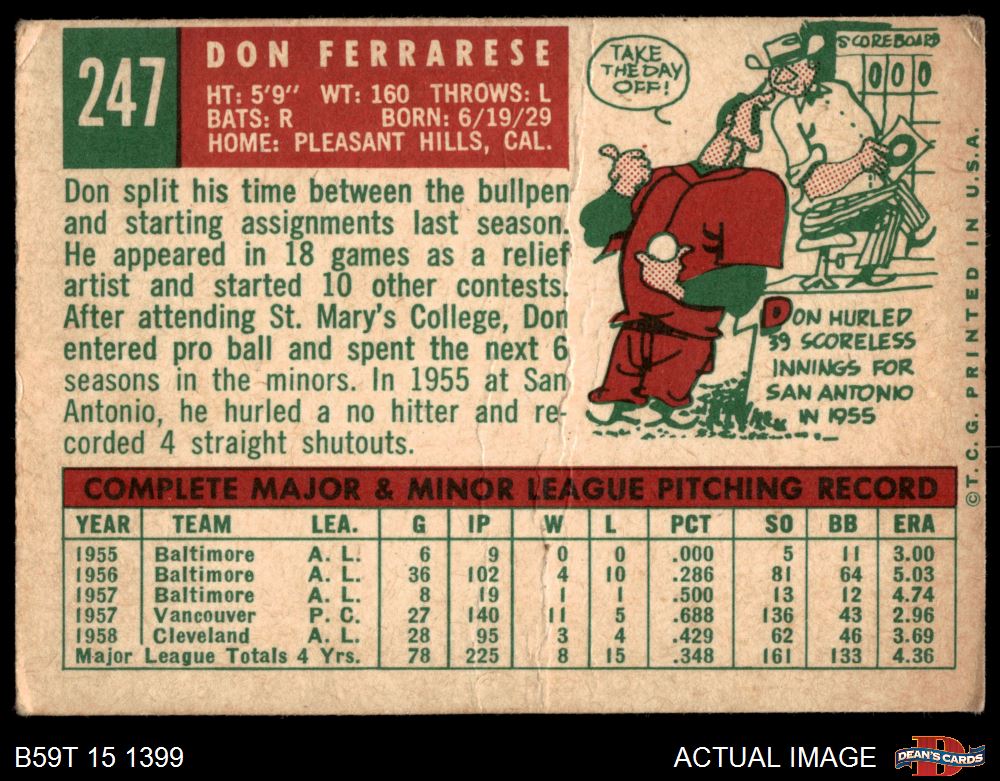 247
DON FERRARESE
HT: 5'9" WT: 160 THROWS: L
BATS: R BORN: 6/19/29
HOME: PLEASANT HILLS, CAL.
Don split his time between the bullpen
and starting assignments last season.
He appeared in 18 games as a relief
artist and started 10 other contests.
After attending St. Mary's College, Don
entered pro ball and spent the next 6
seasons in the minors. In 1955 at San
Antonio, he hurled a no hitter and re-
corded 4 straight shutouts.
TAKE
THE DAY
OFF!
SCOREBOARD
0 0 0
0
DON HURLED
39 SCORELESS
INNINGS FOR
SAN ANTONIO
IN 1955
© T. C. G. PRINTED IN U.S.A.
COMPLETE MAJOR & MINOR LEAGUE PITCHING RECORD
YEAR TEAM LEA. G IP W L PCT SO BB ERA
1955 Baltimore A. L. 6 9 0 0 .000 5 11 3.00
1956 Baltimore A. L. 36 102 4 10 .286 81 64 5.03
1957 Baltimore A. L. 8 19 1 1 .500 13 12 4.74
1957 Vancouver P. C. 27 140 11 5 .688 136 43 2.96
1958 Cleveland A. L. 28 95 3 4 .429 62 46 3.69
Major League Totals 4 Yrs. 78 225 8 15 .348 161 133 4.36
B59T 15 1399 ACTUAL IMAGE
DEAN'S CARDS